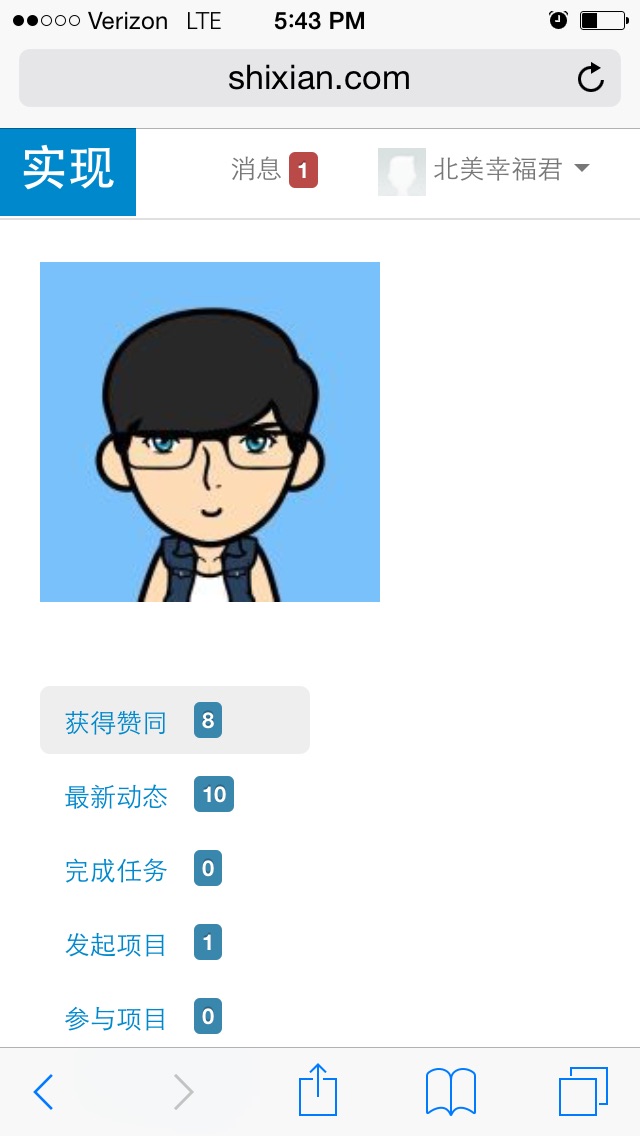 Verizon LTE 5:43 PM
shixian.com
实现 消息 1 北美幸福君
获得赞同 8
最新动态 10
完成任务 0
发起项目 1
参与项目 0